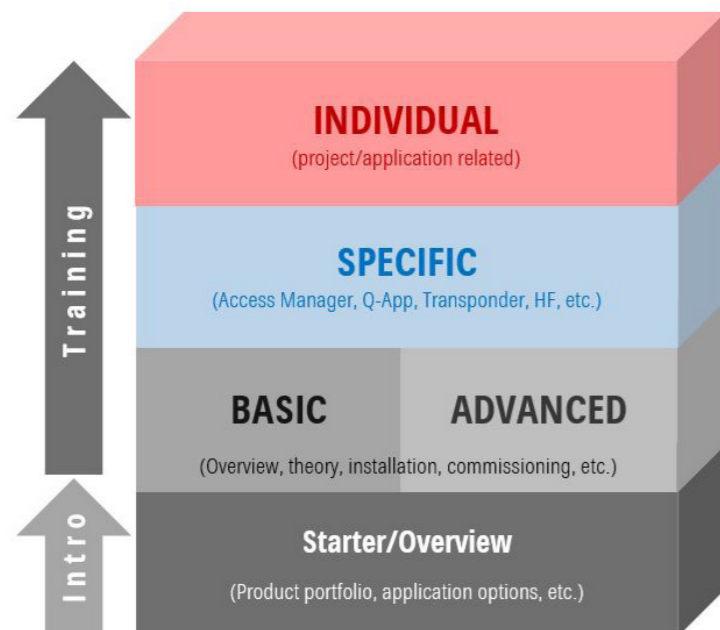 INDIVIDUAL
(project/application related)
SPECIFIC
(Access Manager, Q-App, Transponder, HF, etc.)
BASIC
ADVANCED
(Overview, theory, installation, commissioning, etc.)
Starter/Overview
(Product portfolio, application options, etc.)
Training
Intro